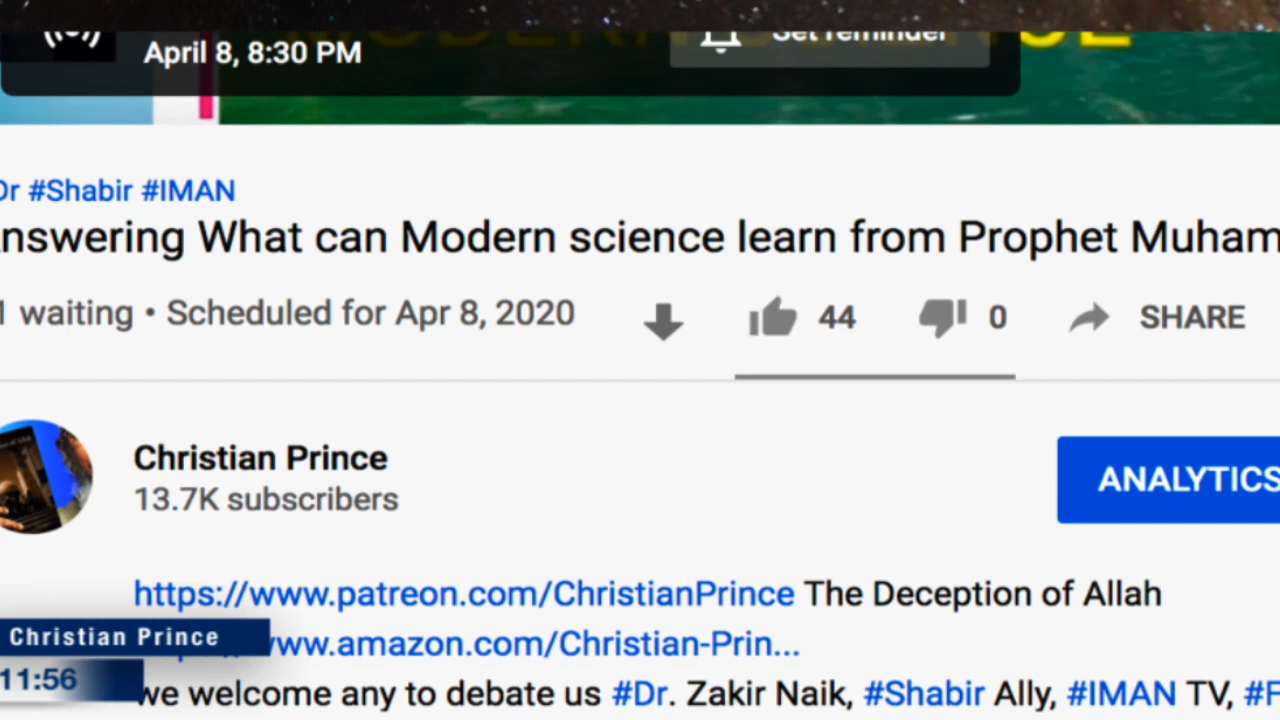 April 8, 8:30 PM
Set reminder
Dr #Shabir #IMAN
nswering What can Modern science learn from Prophet Muham
1 waiting • Scheduled for Apr 8, 2020
44
0
SHARE
Christian Prince
13.7K subscribers
ANALYTICS
https://www.patreon.com/ChristianPrince The Deception of Allah
www.amazon.com/Christian-Prin...
we welcome any to debate us #Dr. Zakir Naik, #Shabir Ally, #IMAN TV, #F
Christian Prince
11:56